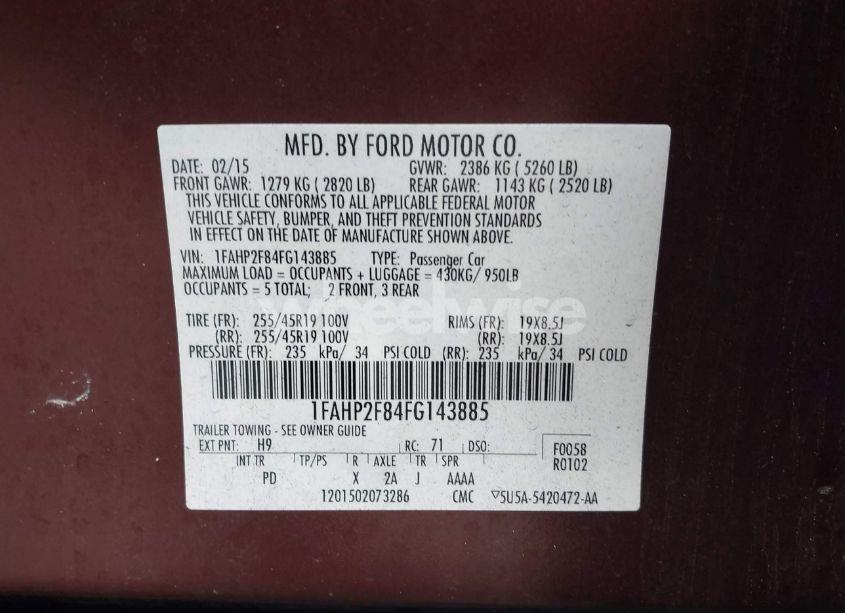 MFD. BY FORD MOTOR CO.
DATE: 02/15 GVWR: 2386 KG ( 5260 LB)
FRONT GAWR: 1279 KG ( 2820 LB) REAR GAWR: 1143 KG ( 2520 LB)
THIS VEHICLE CONFORMS TO ALL APPLICABLE FEDERAL MOTOR
VEHICLE SAFETY, BUMPER, AND THEFT PREVENTION STANDARDS
IN EFFECT ON THE DATE OF MANUFACTURE SHOWN ABOVE.
VIN: 1FAHP2F84FG143885 TYPE: Passenger Car
MAXIMUM LOAD = OCCUPANTS + LUGGAGE = 430KG/ 950LB
OCCUPANTS = 5 TOTAL; 2 FRONT, 3 REAR
wheelwise
TIRE (FR): 255/45R19 100V RIMS (FR): 19X8.5J
(RR): 255/45R19 100V (RR): 19X8.5J
PRESSURE (FR): 235 kPa/ 34 PSI COLD (RR): 235 kPa/ 34 PSI COLD
1FAHP2F84FG143885
TRAILER TOWING - SEE OWNER GUIDE
EXT PNT: H9 RC: 71 DSO: F0058
R0102
INT TR TP/PS R AXLE TR SPR
PD X 2A J AAAA
1201502073286 CMC ▽5U5A-5420472-AA